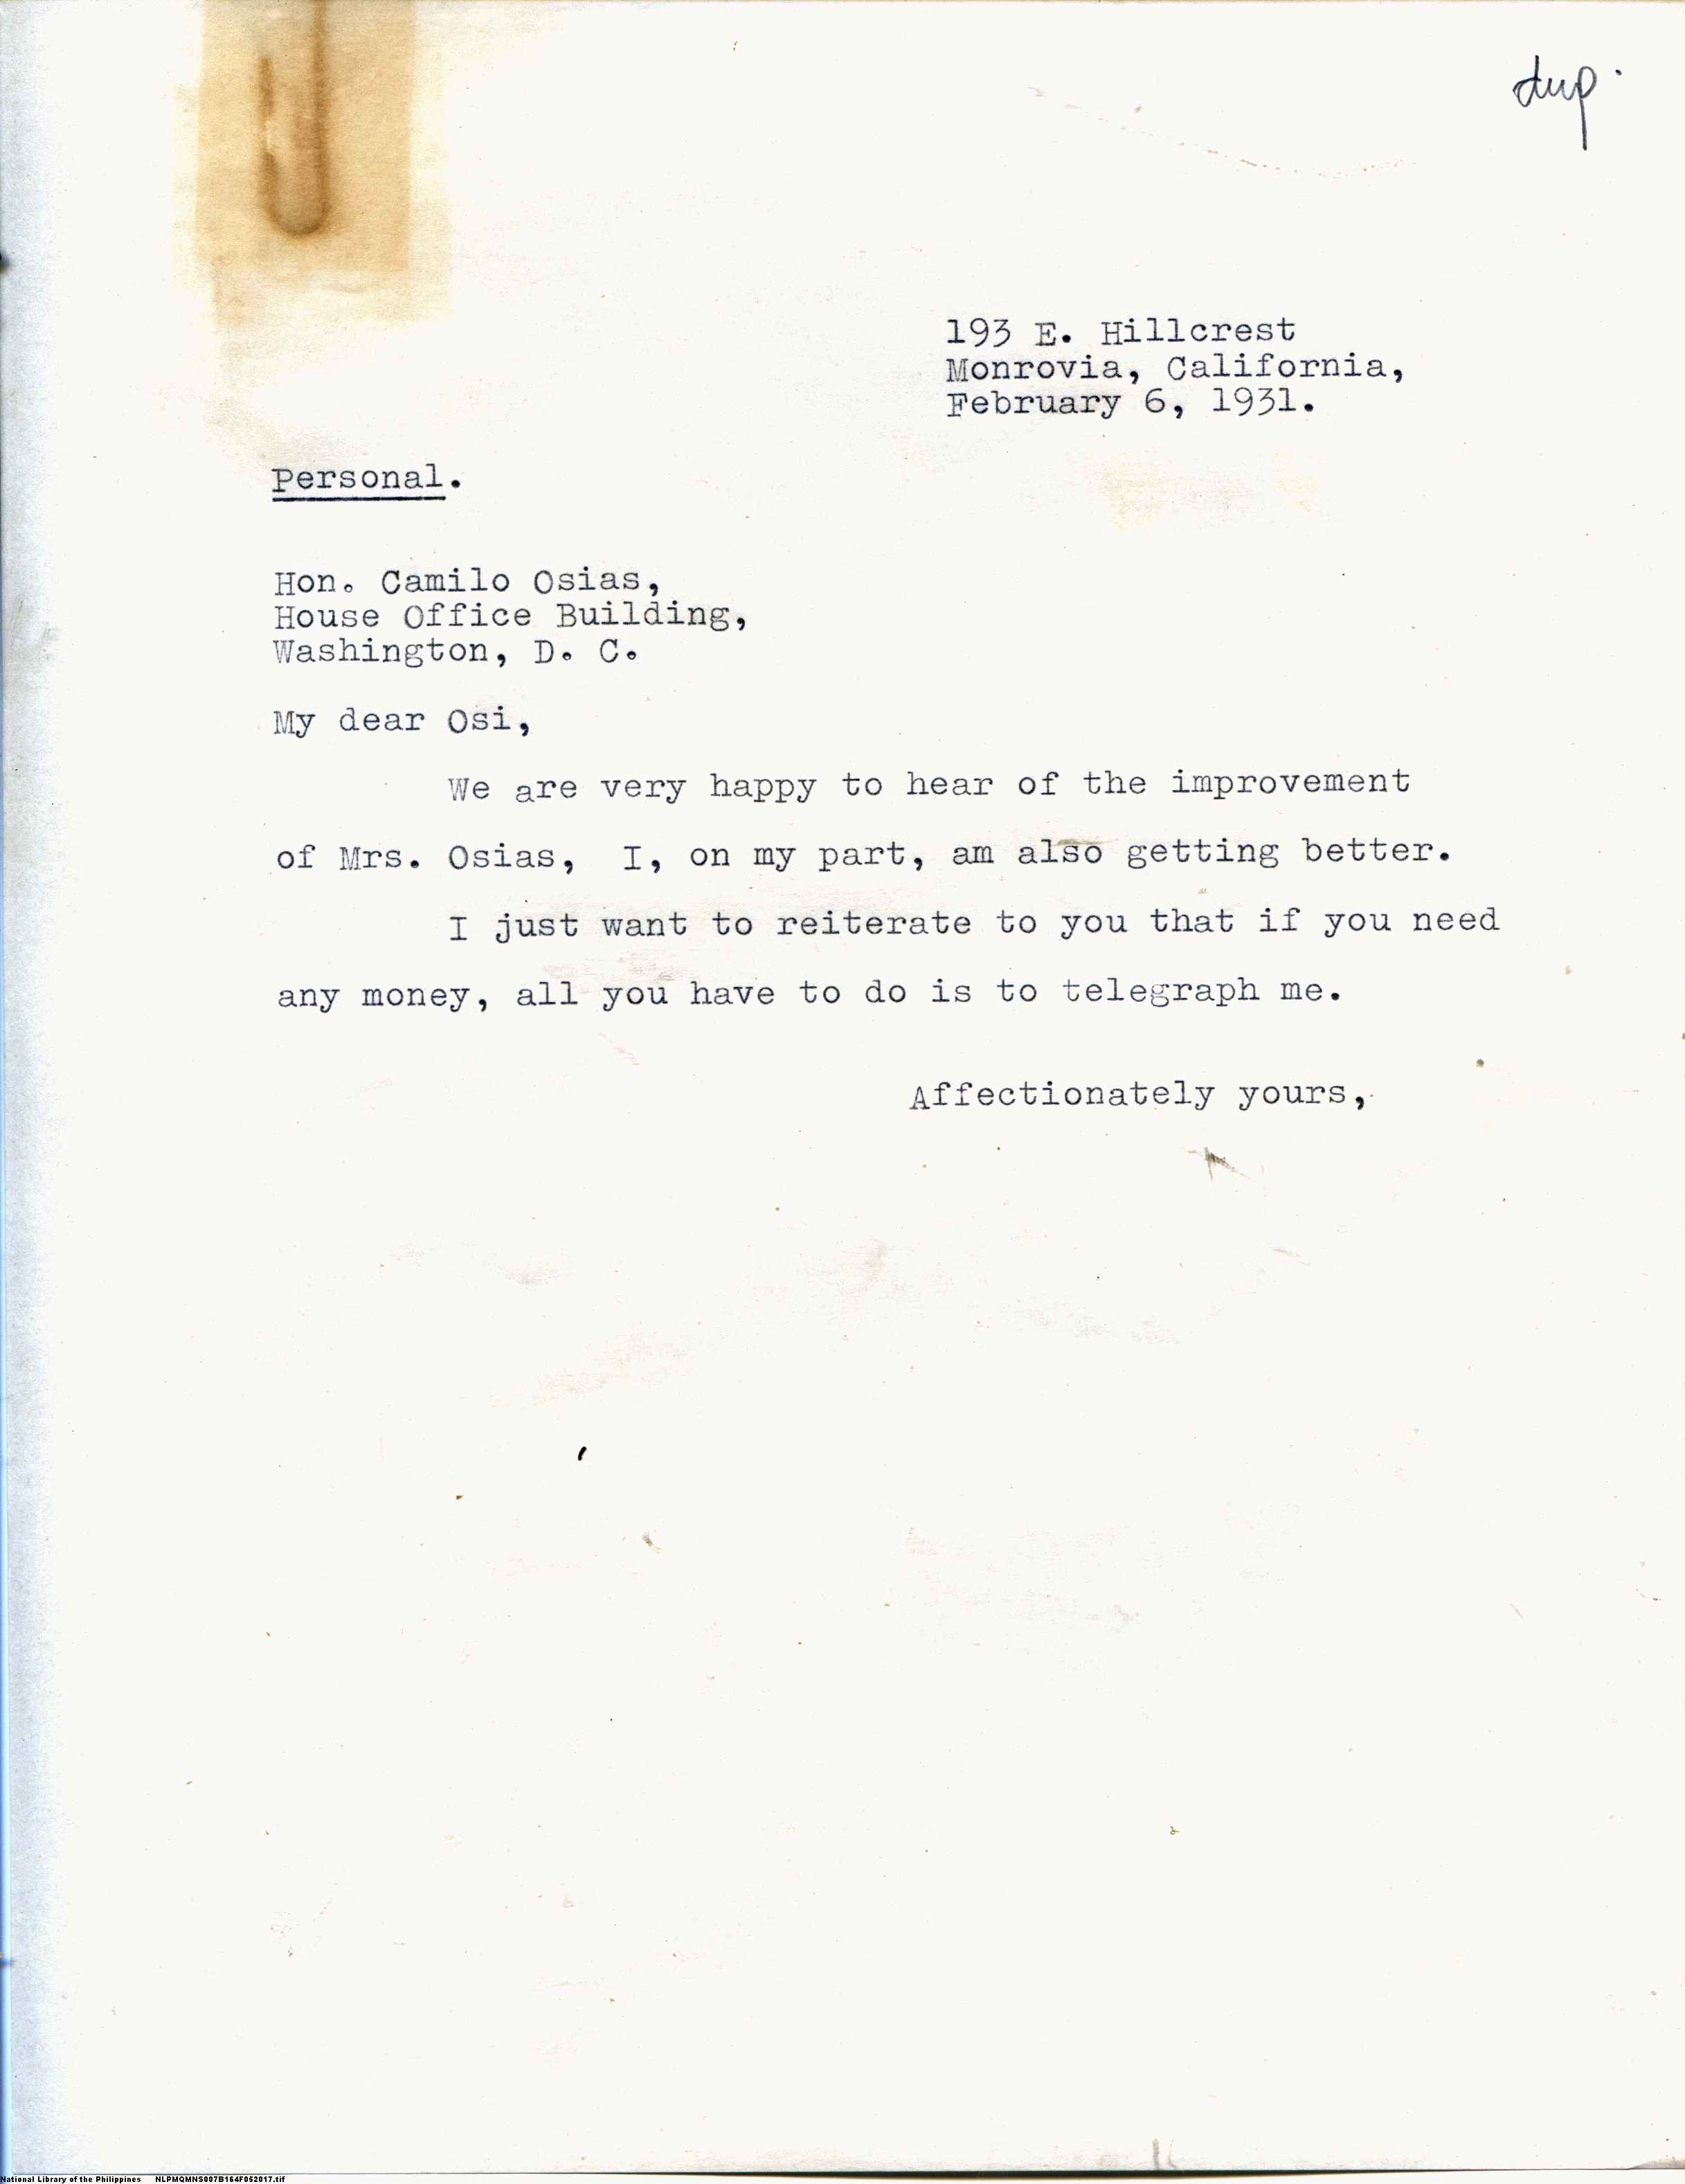 dup.
193 E. Hillcrest
Monrovia, California,
February 6, 1931.
Personal.
Hon. Camilo Osias,
House Office Building,
Washington, D. C.
My dear Osi,
We are very happy to hear of the improvement
of Mrs. Osias, I, on my part, am also getting better.
I just want to reiterate to you that if you need
any money, all you have to do is to telegraph me.
Affectionately yours,
National Library of the Philippines NLPMQMNS007B164F052017.tif